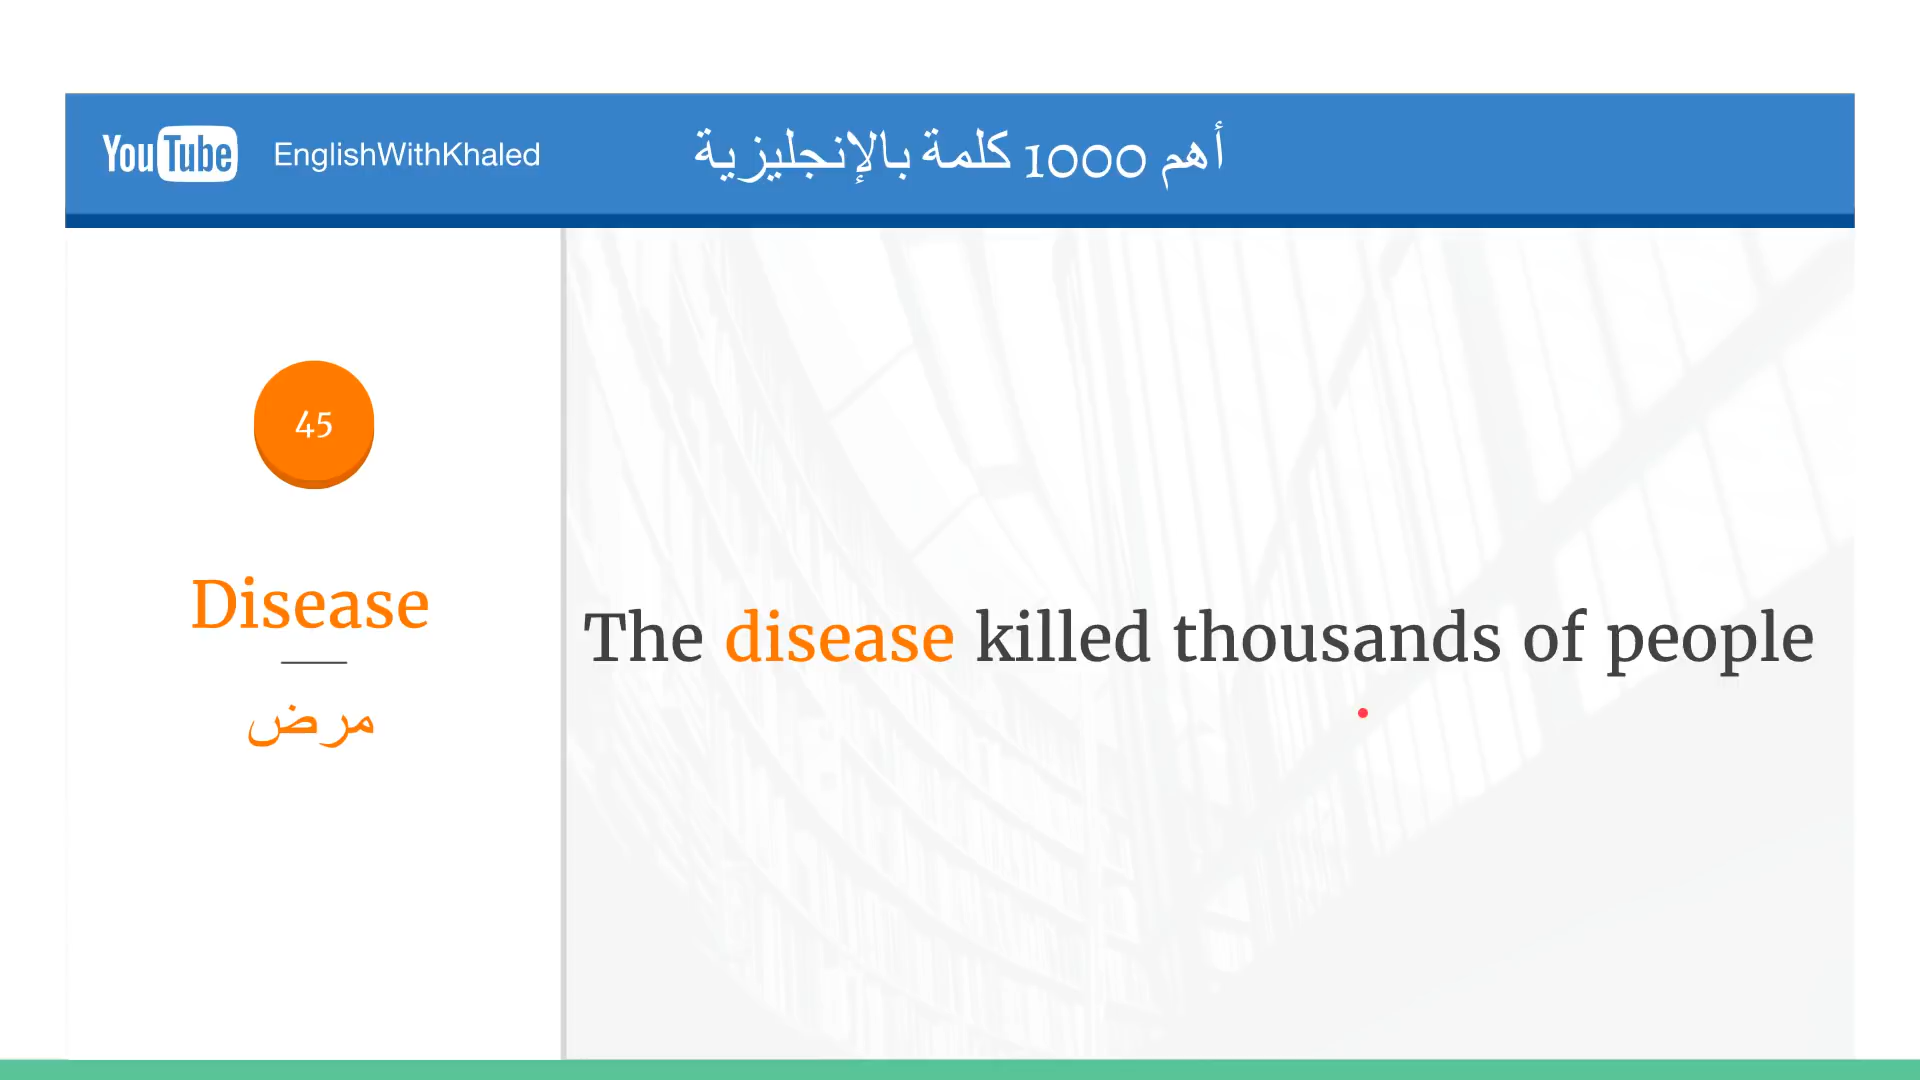 YouTube EnglishWithKhaled
أهم 1000 كلمة بالإنجليزية
45
Disease
مرض
The disease killed thousands of people